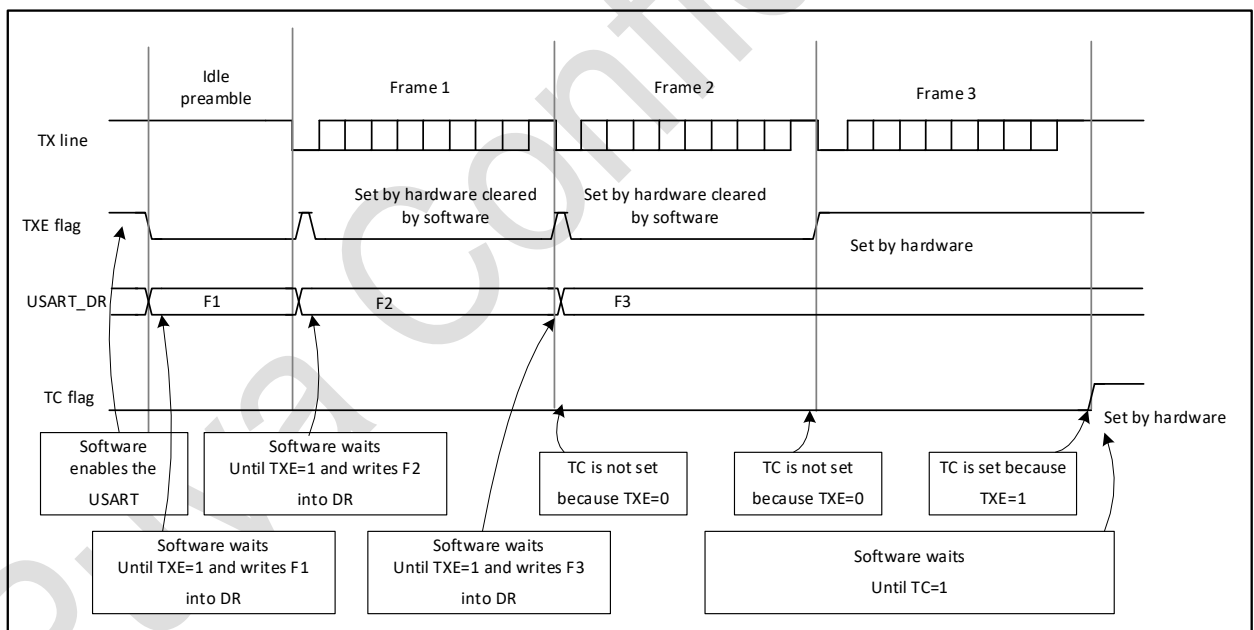 Idle
preamble
Frame 1
Frame 2
Frame 3
TX line
Set by hardware cleared
by software
Set by hardware cleared
by software
TXE flag
Set by hardware
USART_DR
F1
F2
F3
TC flag
Set by hardware
Software
enables the
USART
Software waits
Until TXE=1 and writes F2
into DR
TC is not set
because TXE=0
TC is not set
because TXE=0
TC is set because
TXE=1
Software waits
Until TXE=1 and writes F1
into DR
Software waits
Until TXE=1 and writes F3
into DR
Software waits
Until TC=1